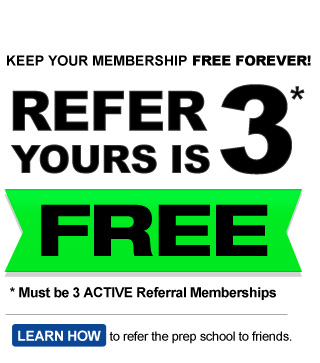 KEEP YOUR MEMBERSHIP FREE FOREVER!
REFER 3*
YOURS IS
FREE
* Must be 3 ACTIVE Referral Memberships
LEARN HOW to refer the prep school to friends.